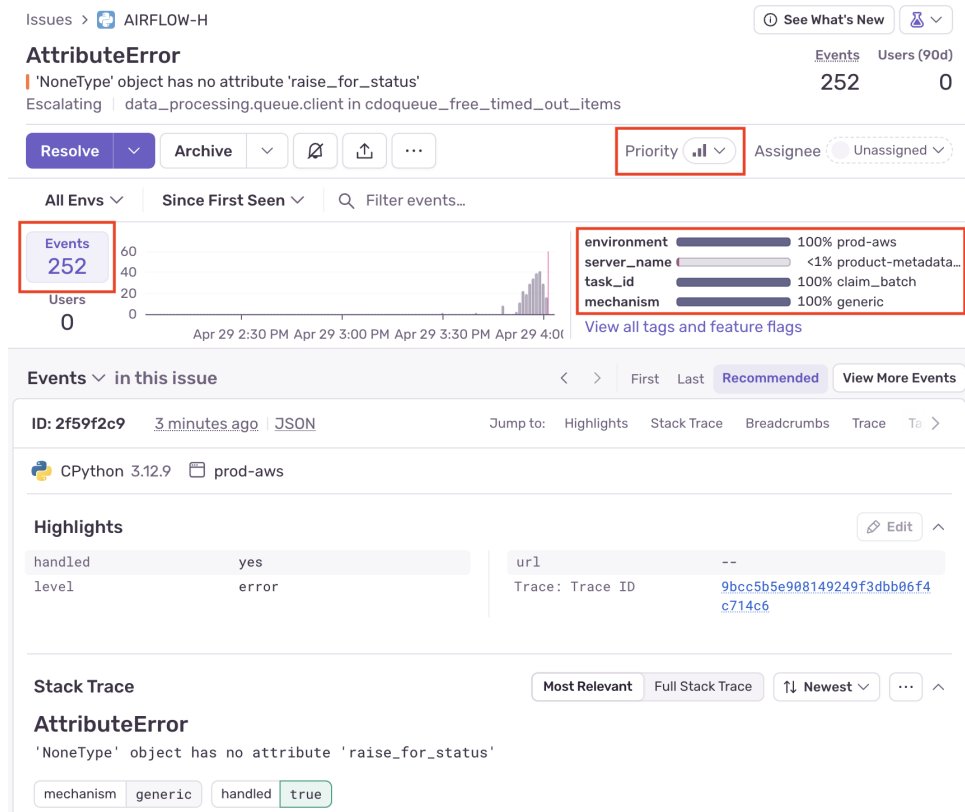 Issues > AIRFLOW-H
See What's New
AttributeError
Events Users (90d)
'NoneType' object has no attribute 'raise_for_status'
252 0
Escalating data_processing.queue.client in cdoqueue_free_timed_out_items
Resolve Archive ... Priority Assignee Unassigned
All Envs Since First Seen Filter events...
Events
252
Users
0
60
40
20
0
Apr 29 2:30 PM Apr 29 3:00 PM Apr 29 3:30 PM Apr 29 4:0
environment 100% prod-aws
server_name <1% product-metadata...
task_id 100% claim_batch
mechanism 100% generic
View all tags and feature flags
Events in this issue < > First Last Recommended View More Events
ID: 2f59f2c9 3 minutes ago JSON Jump to: Highlights Stack Trace Breadcrumbs Trace Ta
CPython 3.12.9 prod-aws
Highlights Edit
handled yes
level error
url --
Trace: Trace ID 9bcc5b5e908149249f3dbb06f4
c714c6
Stack Trace Most Relevant Full Stack Trace Newest ...
AttributeError
'NoneType' object has no attribute 'raise_for_status'
mechanism generic handled true